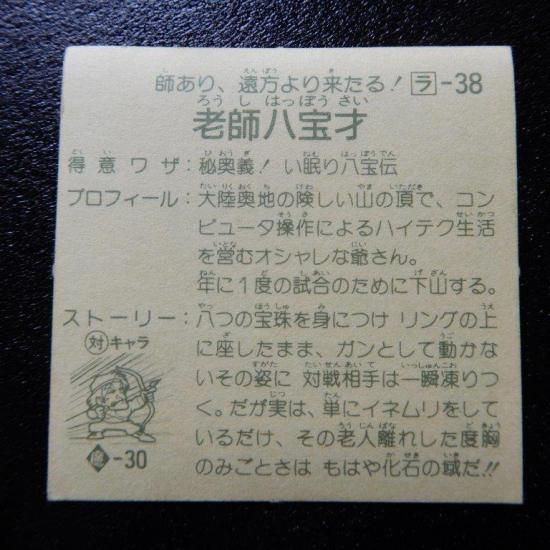 師あり、遠方より来たる! ラ-38
老師八宝才
得意ワザ:秘奥義!い眠り八宝伝
プロフィール:大陸奥地の険しい山の頂で、コン
ピュータ操作によるハイテク生活
を営むオシャレな爺さん。
年に1度の試合のために下山する。
ストーリー:八つの宝珠を身につけ リングの上
に座したまま、ガンとして動かな
いその姿に 対戦相手は一瞬凍りつ
く。だが実は、単にイネムリをして
いるだけ、その老人離れした度胸
のみごとさは もはや化石の域だ!!
対キャラ
-30